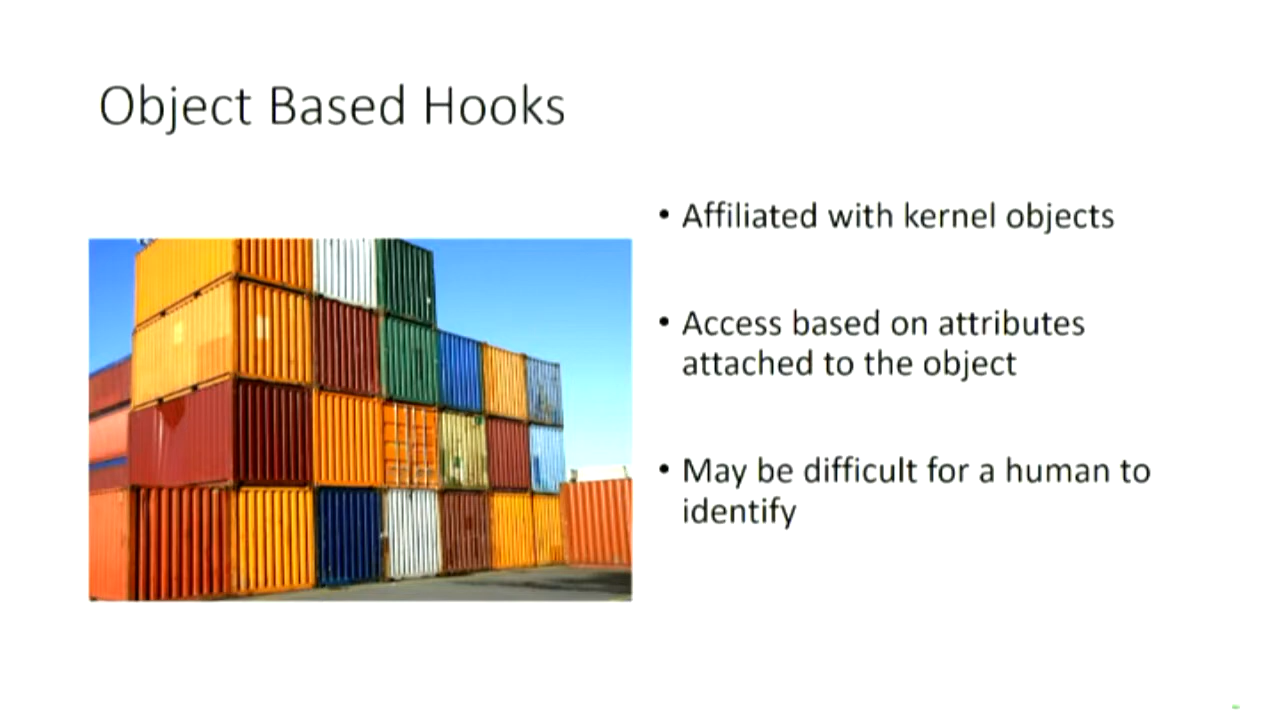 Object Based Hooks
• Affiliated with kernel objects
• Access based on attributes
attached to the object
• May be difficult for a human to
identify